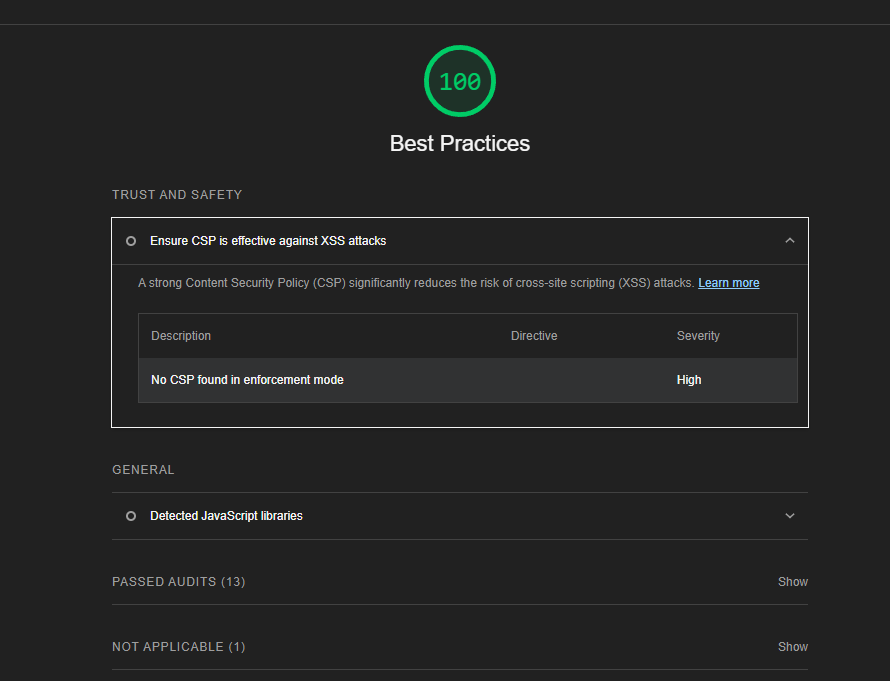 100
Best Practices
TRUST AND SAFETY
Ensure CSP is effective against XSS attacks
A strong Content Security Policy (CSP) significantly reduces the risk of cross-site scripting (XSS) attacks. Learn more
Description Directive Severity
No CSP found in enforcement mode High
GENERAL
Detected JavaScript libraries
PASSED AUDITS (13) Show
NOT APPLICABLE (1) Show